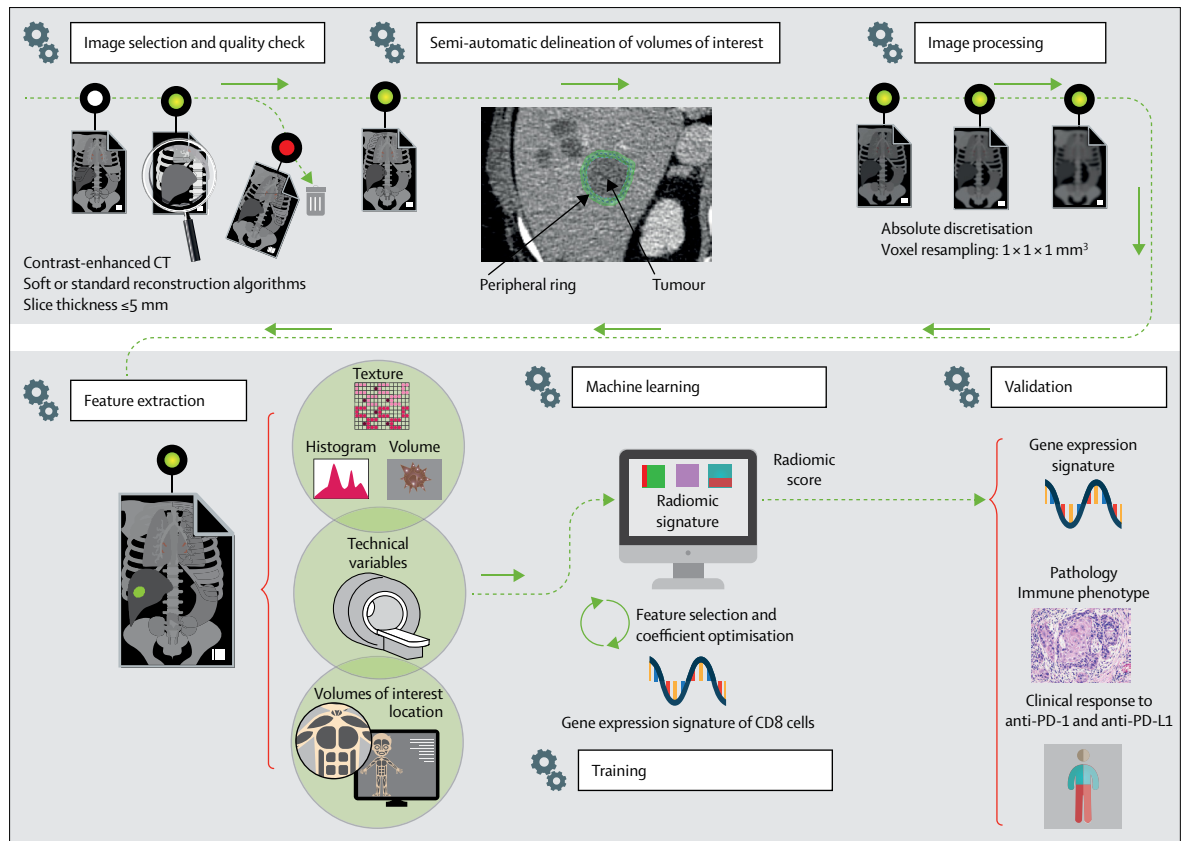 Image selection and quality check
Semi-automatic delineation of volumes of interest
Image processing
Contrast-enhanced CT
Soft or standard reconstruction algorithms
Slice thickness ≤5 mm
Peripheral ring
Tumour
Absolute discretisation
Voxel resampling: 1 × 1 × 1 mm³
Feature extraction
Texture
Histogram
Volume
Technical
variables
Volumes of interest
location
Machine learning
Radiomic
signature
Radiomic
score
Feature selection and
coefficient optimisation
Gene expression signature of CD8 cells
Training
Validation
Gene expression
signature
Pathology
Immune phenotype
Clinical response to
anti-PD-1 and anti-PD-L1